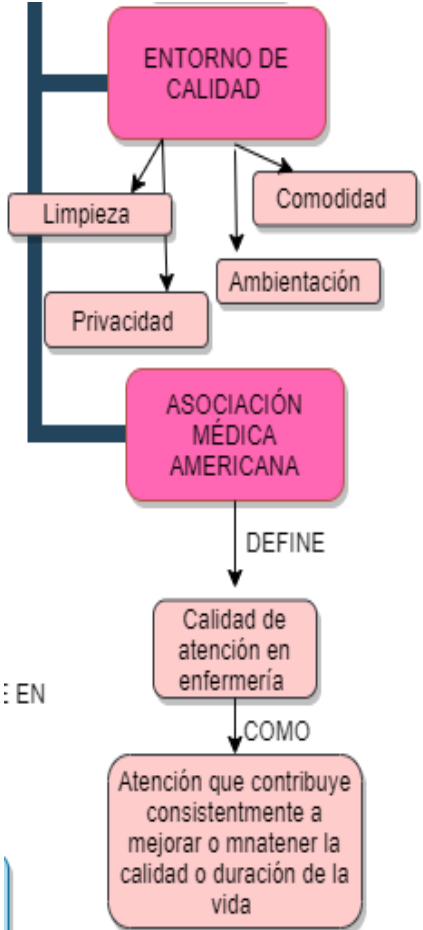 ENTORNO DE
CALIDAD
Limpieza
Comodidad
Ambientación
Privacidad
ASOCIACIÓN
MÉDICA
AMERICANA
DEFINE
Calidad de
atención en
enfermería
E EN
COMO
Atención que contribuye
consistentemente a
mejorar o mnatener la
calidad o duración de la
vida